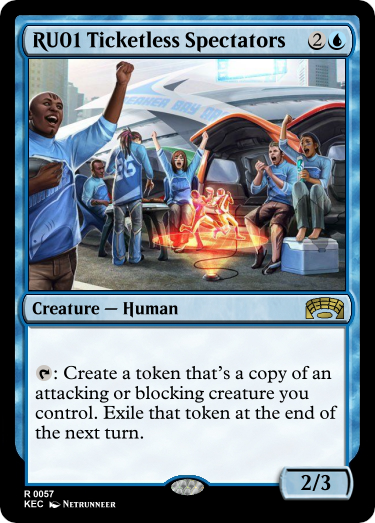 RU01 Ticketless Spectators 2
Creature — Human
: Create a token that's a copy of an
attacking or blocking creature you
control. Exile that token at the end of
the next turn.
2/3
R 0057
KEC NETRUNNEER